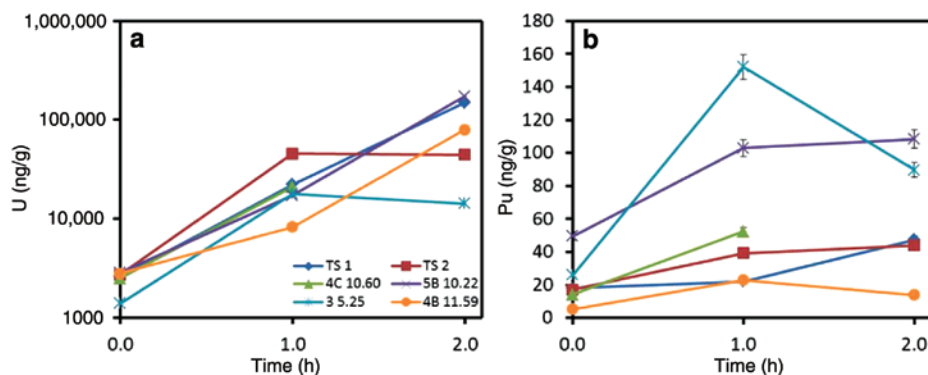 a
1,000,000
100,000
10,000
1000
U (ng/g)
0.0 1.0 2.0
Time (h)
TS 1 TS 2
4C 10.60 5B 10.22
3 5.25 4B 11.59
b
180
160
140
120
100
80
60
40
20
0
Pu (ng/g)
0.0 1.0 2.0
Time (h)